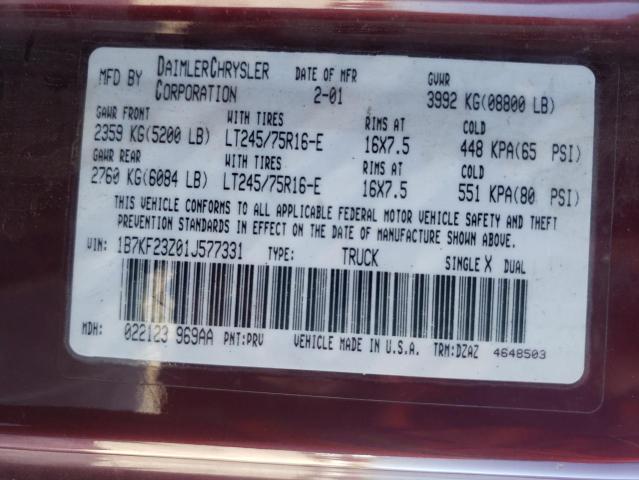 MFD BY DAIMLERCHRYSLER CORPORATION DATE OF MFR 2-01 GVWR 3992 KG(08800 LB)
GAWR FRONT WITH TIRES RIMS AT COLD
2359 KG(5200 LB) LT245/75R16-E 16X7.5 448 KPA(65 PSI)
GAWR REAR WITH TIRES RIMS AT COLD
2760 KG(6084 LB) LT245/75R16-E 16X7.5 551 KPA(80 PSI)
THIS VEHICLE CONFORMS TO ALL APPLICABLE FEDERAL MOTOR VEHICLE SAFETY AND THEFT
PREVENTION STANDARDS IN EFFECT ON THE DATE OF MANUFACTURE SHOWN ABOVE.
VIN: 1B7KF23Z01J577331 TYPE: TRUCK SINGLE X DUAL
MDH: 022123 969AA PNT:PRV VEHICLE MADE IN U.S.A. TRM:DZAZ 4648503